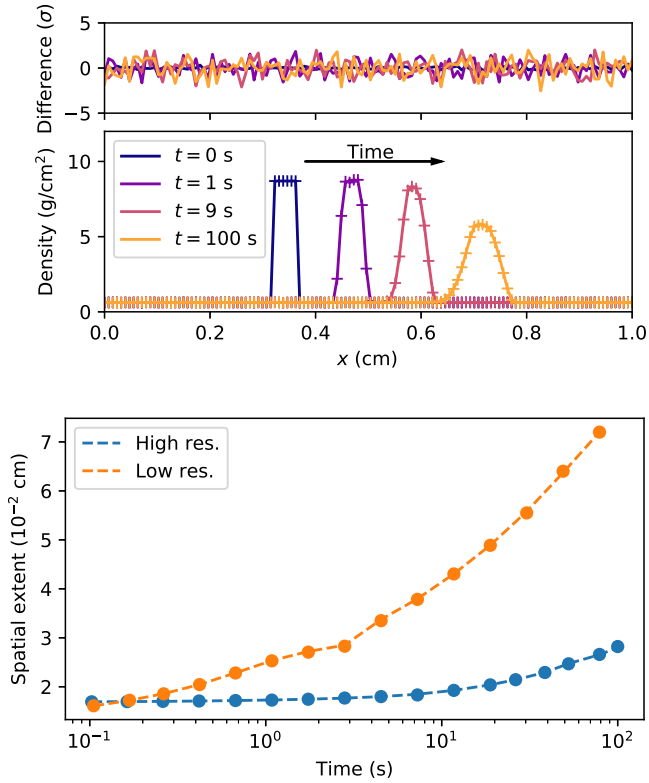 Difference (σ)
5
0
−5
Density (g/cm²)
10
5
0
t = 0 s
t = 1 s
t = 9 s
t = 100 s
Time
0.0 0.2 0.4 0.6 0.8 1.0
x (cm)
Spatial extent (10⁻² cm)
7
6
5
4
3
2
High res.
Low res.
10⁻¹ 10⁰ 10¹ 10²
Time (s)